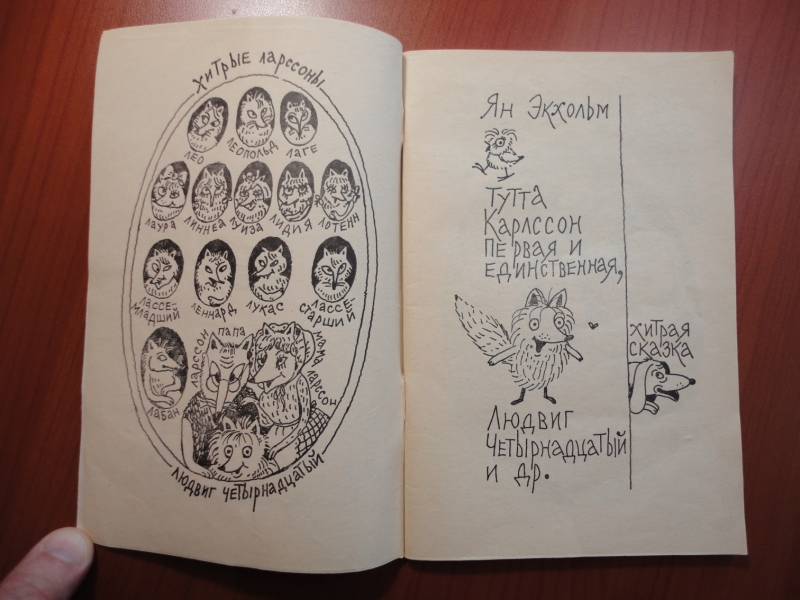 Хитрые Ларссоны
Лео
Леопольд
Лаге
Лаура
Линнеа
Луиза
Лидия
Лотенн
Лассе-
младший
Леннард
Лукас
Лассе-
старший
Лабан
Ларссон папа
мама Ларссон
Людвиг Четырнадцатый
Ян Экхольм
Тутта
Карлссон
первая и
единственная,
Людвиг
Четырнадцатый
и др.
хитрая
сказка